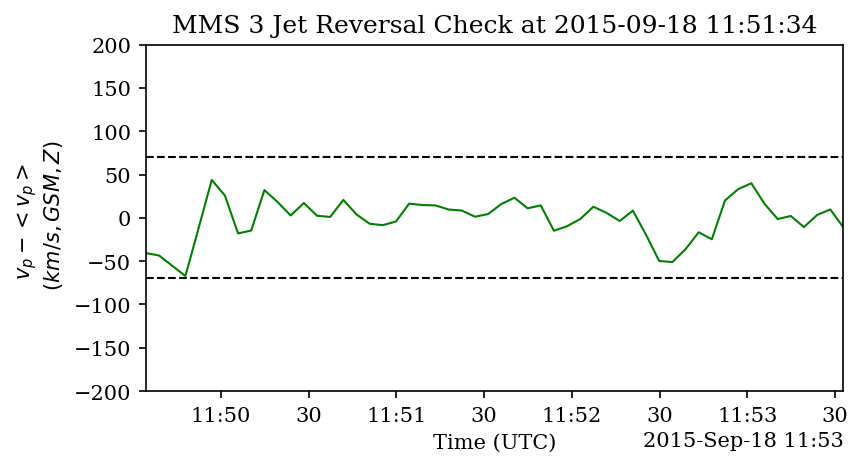 MMS 3 Jet Reversal Check at 2015-09-18 11:51:34
200
150
100
50
0
−50
−100
−150
−200
v_p − < v_p >
(km/s, GSM, Z)
11:50 30 11:51 30 11:52 30 11:53 30
Time (UTC)
2015-Sep-18 11:53